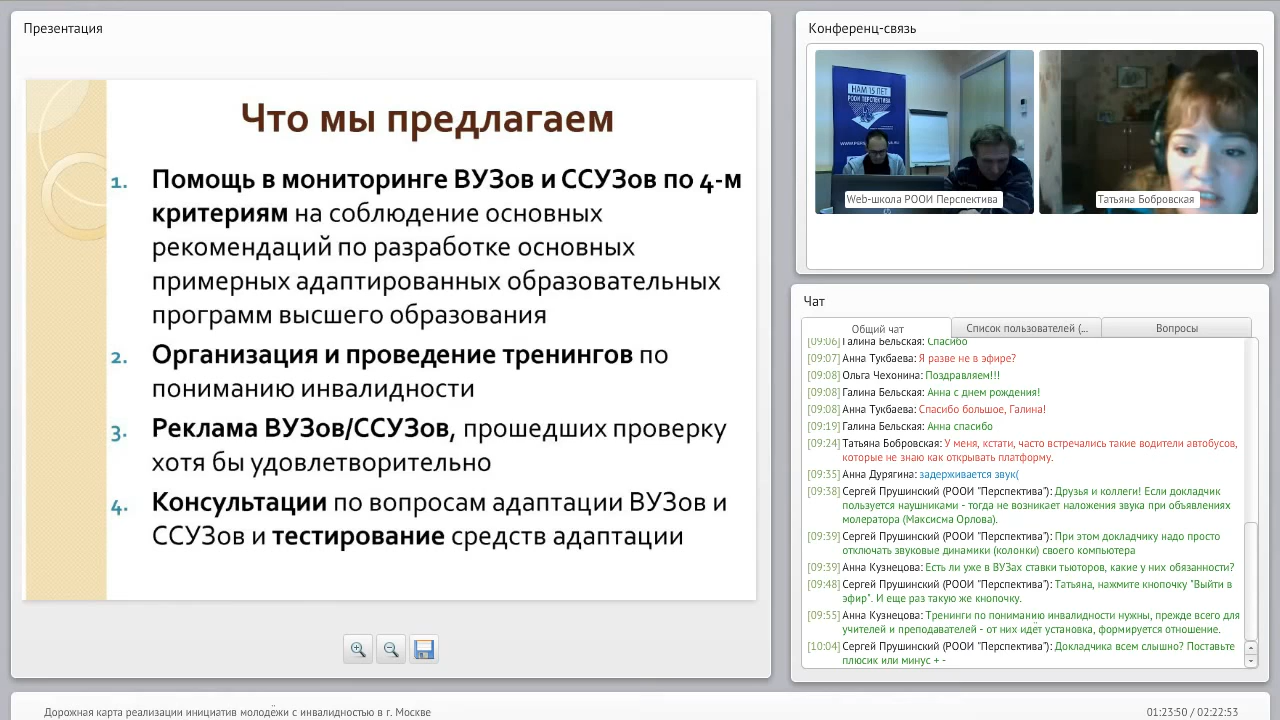 Презентация
Что мы предлагаем
1. Помощь в мониторинге ВУЗов и ССУЗов по 4-м
критериям на соблюдение основных
рекомендаций по разработке основных
примерных адаптированных образовательных
программ высшего образования
2. Организация и проведение тренингов по
пониманию инвалидности
3. Реклама ВУЗов/ССУЗов, прошедших проверку
хотя бы удовлетворительно
4. Консультации по вопросам адаптации ВУЗов и
ССУЗов и тестирование средств адаптации
Конференц-связь
НАМ 15 ЛЕТ
РООИ ПЕРСПЕКТИВА
Web-школа РООИ Перспектива
Татьяна Бобровская
Чат
Общий чат
Список пользователей (...
Вопросы
[09:06] Галина Бельская: Спасибо
[09:07] Анна Тукбаева: Я разве не в эфире?
[09:08] Ольга Чехонина: Поздравляем!!!
[09:08] Галина Бельская: Анна с днем рождения!
[09:08] Анна Тукбаева: Спасибо большое, Галина!
[09:19] Галина Бельская: Анна спасибо
[09:24] Татьяна Бобровская: У меня, кстати, часто встречались такие водители автобусов,
которые не знаю как открывать платформу.
[09:35] Анна Дурягина: задерживается звук(
[09:38] Сергей Прушинский (РООИ "Перспектива"): Друзья и коллеги! Если докладчик
пользуется наушниками - тогда не возникает наложения звука при объявлениях
молератора (Максисма Орлова).
[09:39] Сергей Прушинский (РООИ "Перспектива"): При этом докладчику надо просто
отключать звуковые динамики (колонки) своего компьютера
[09:39] Анна Кузнецова: Есть ли уже в ВУЗах ставки тьюторов, какие у них обязанности?
[09:48] Сергей Прушинский (РООИ "Перспектива"): Татьяна, нажмите кнопочку "Выйти в
эфир". И еще раз такую же кнопочку.
[09:55] Анна Кузнецова: Тренинги по пониманию инвалидности нужны, прежде всего для
учителей и преподавателей - от них идёт установка, формируется отношение.
[10:04] Сергей Прушинский (РООИ "Перспектива"): Докладчика всем слышно? Поставьте
плюсик или минус + -
Дорожная карта реализации инициатив молодёжи с инвалидностью в г. Москве
01:23:50 / 02:22:53